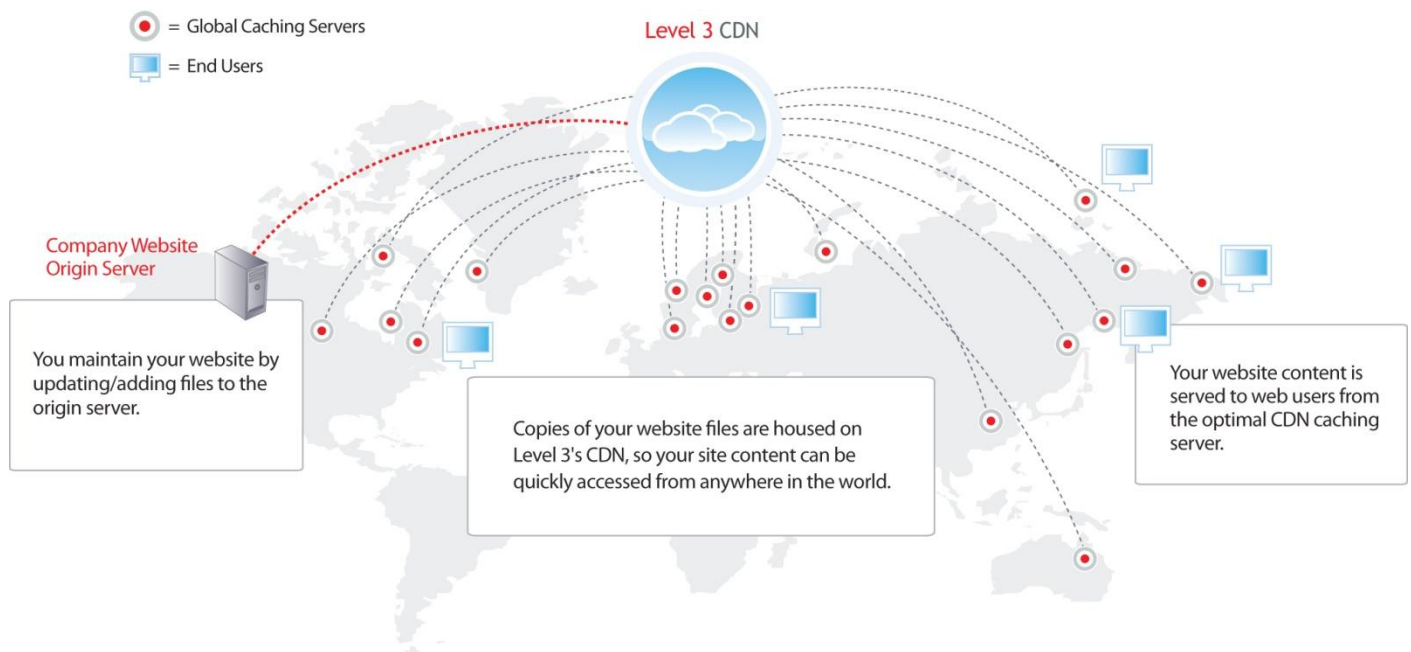 = Global Caching Servers
= End Users
Level 3 CDN
Company Website
Origin Server
You maintain your website by
updating/adding files to the
origin server.
Copies of your website files are housed on
Level 3's CDN, so your site content can be
quickly accessed from anywhere in the world.
Your website content is
served to web users from
the optimal CDN caching
server.